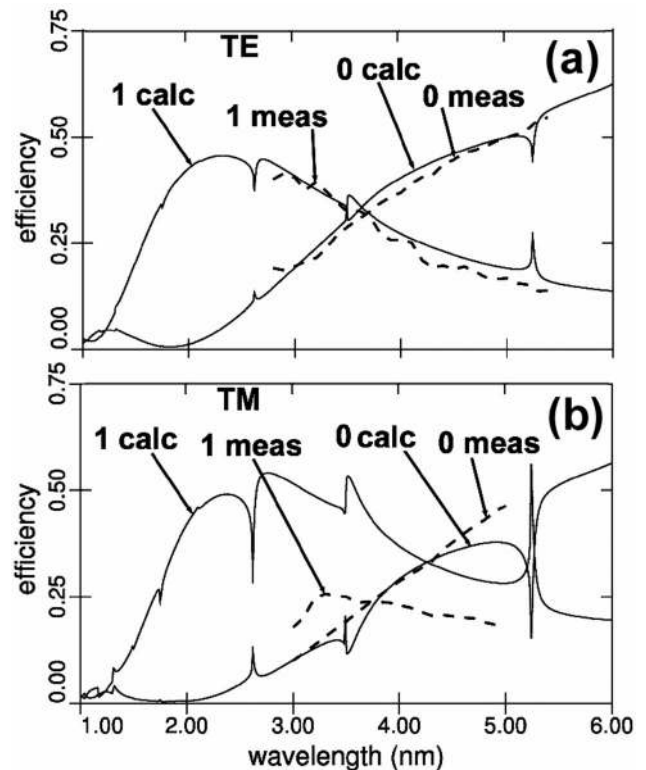 0.75
TE
(a)
0 calc
1 calc
1 meas
0 meas
0.50
efficiency
0.25
0.00
0.75
TM
(b)
1 calc
1 meas
0 calc
0 meas
0.50
efficiency
0.25
0.00
1.00 2.00 3.00 4.00 5.00 6.00
wavelength (nm)